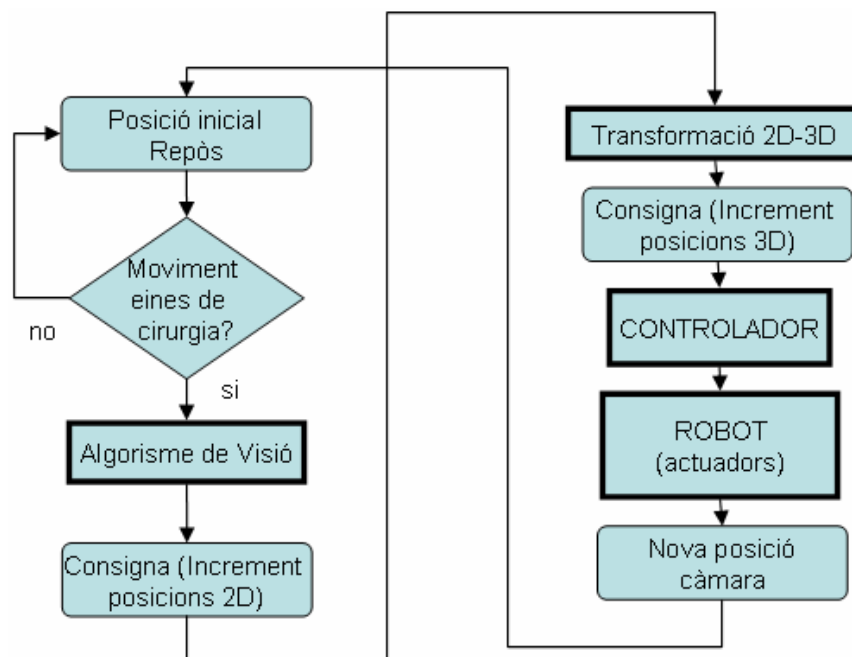 Posició inicial
Repòs
Moviment
eines de
cirurgia?
no
si
Algorisme de Visió
Consigna (Increment
posicions 2D)
Transformació 2D-3D
Consigna (Increment
posicions 3D)
CONTROLADOR
ROBOT
(actuadors)
Nova posició
càmara